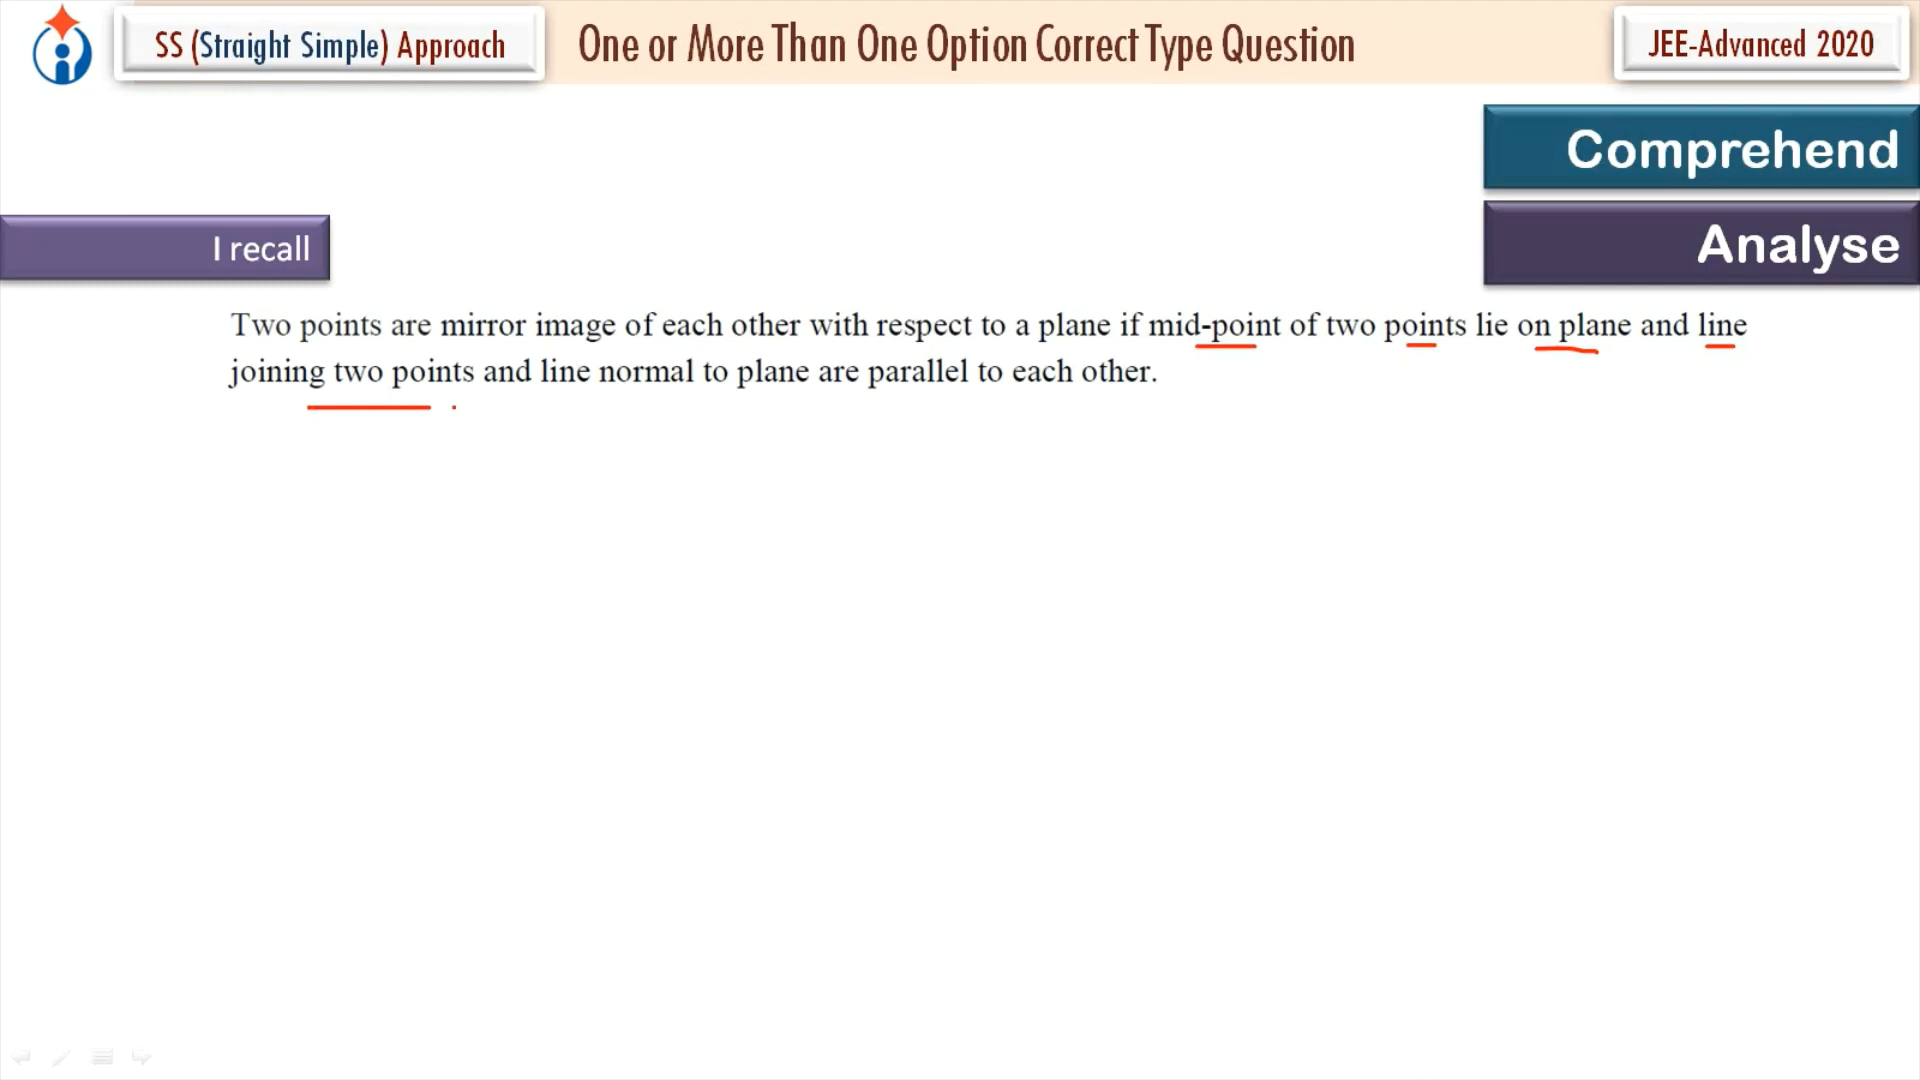 SS (Straight Simple) Approach
One or More Than One Option Correct Type Question
JEE-Advanced 2020
Comprehend
Analyse
I recall
Two points are mirror image of each other with respect to a plane if mid-point of two points lie on plane and line
joining two points and line normal to plane are parallel to each other.